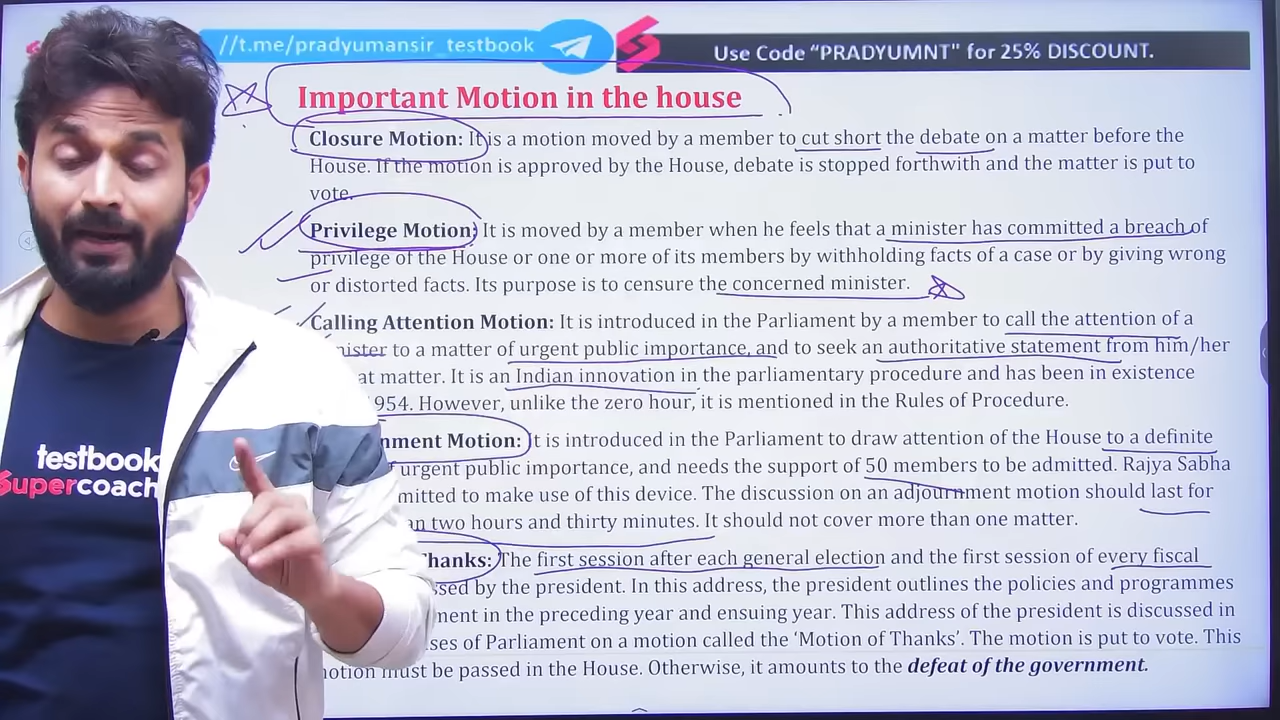 //t.me/pradyumansir_testbook
Use Code “PRADYUMNT" for 25% DISCOUNT.
Important Motion in the house
Closure Motion: It is a motion moved by a member to cut short the debate on a matter before the
House. If the motion is approved by the House, debate is stopped forthwith and the matter is put to
vote.
Privilege Motion: It is moved by a member when he feels that a minister has committed a breach of
privilege of the House or one or more of its members by withholding facts of a case or by giving wrong
or distorted facts. Its purpose is to censure the concerned minister.
Calling Attention Motion: It is introduced in the Parliament by a member to call the attention of a
nister to a matter of urgent public importance, and to seek an authoritative statement from him/her
at matter. It is an Indian innovation in the parliamentary procedure and has been in existence
954. However, unlike the zero hour, it is mentioned in the Rules of Procedure.
nment Motion: It is introduced in the Parliament to draw attention of the House to a definite
urgent public importance, and needs the support of 50 members to be admitted. Rajya Sabha
mitted to make use of this device. The discussion on an adjournment motion should last for
an two hours and thirty minutes. It should not cover more than one matter.
Thanks: The first session after each general election and the first session of every fiscal
ssed by the president. In this address, the president outlines the policies and programmes
nment in the preceding year and ensuing year. This address of the president is discussed in
ses of Parliament on a motion called the ‘Motion of Thanks’. The motion is put to vote. This
otion must be passed in the House. Otherwise, it amounts to the defeat of the government.
testbook
Supercoach